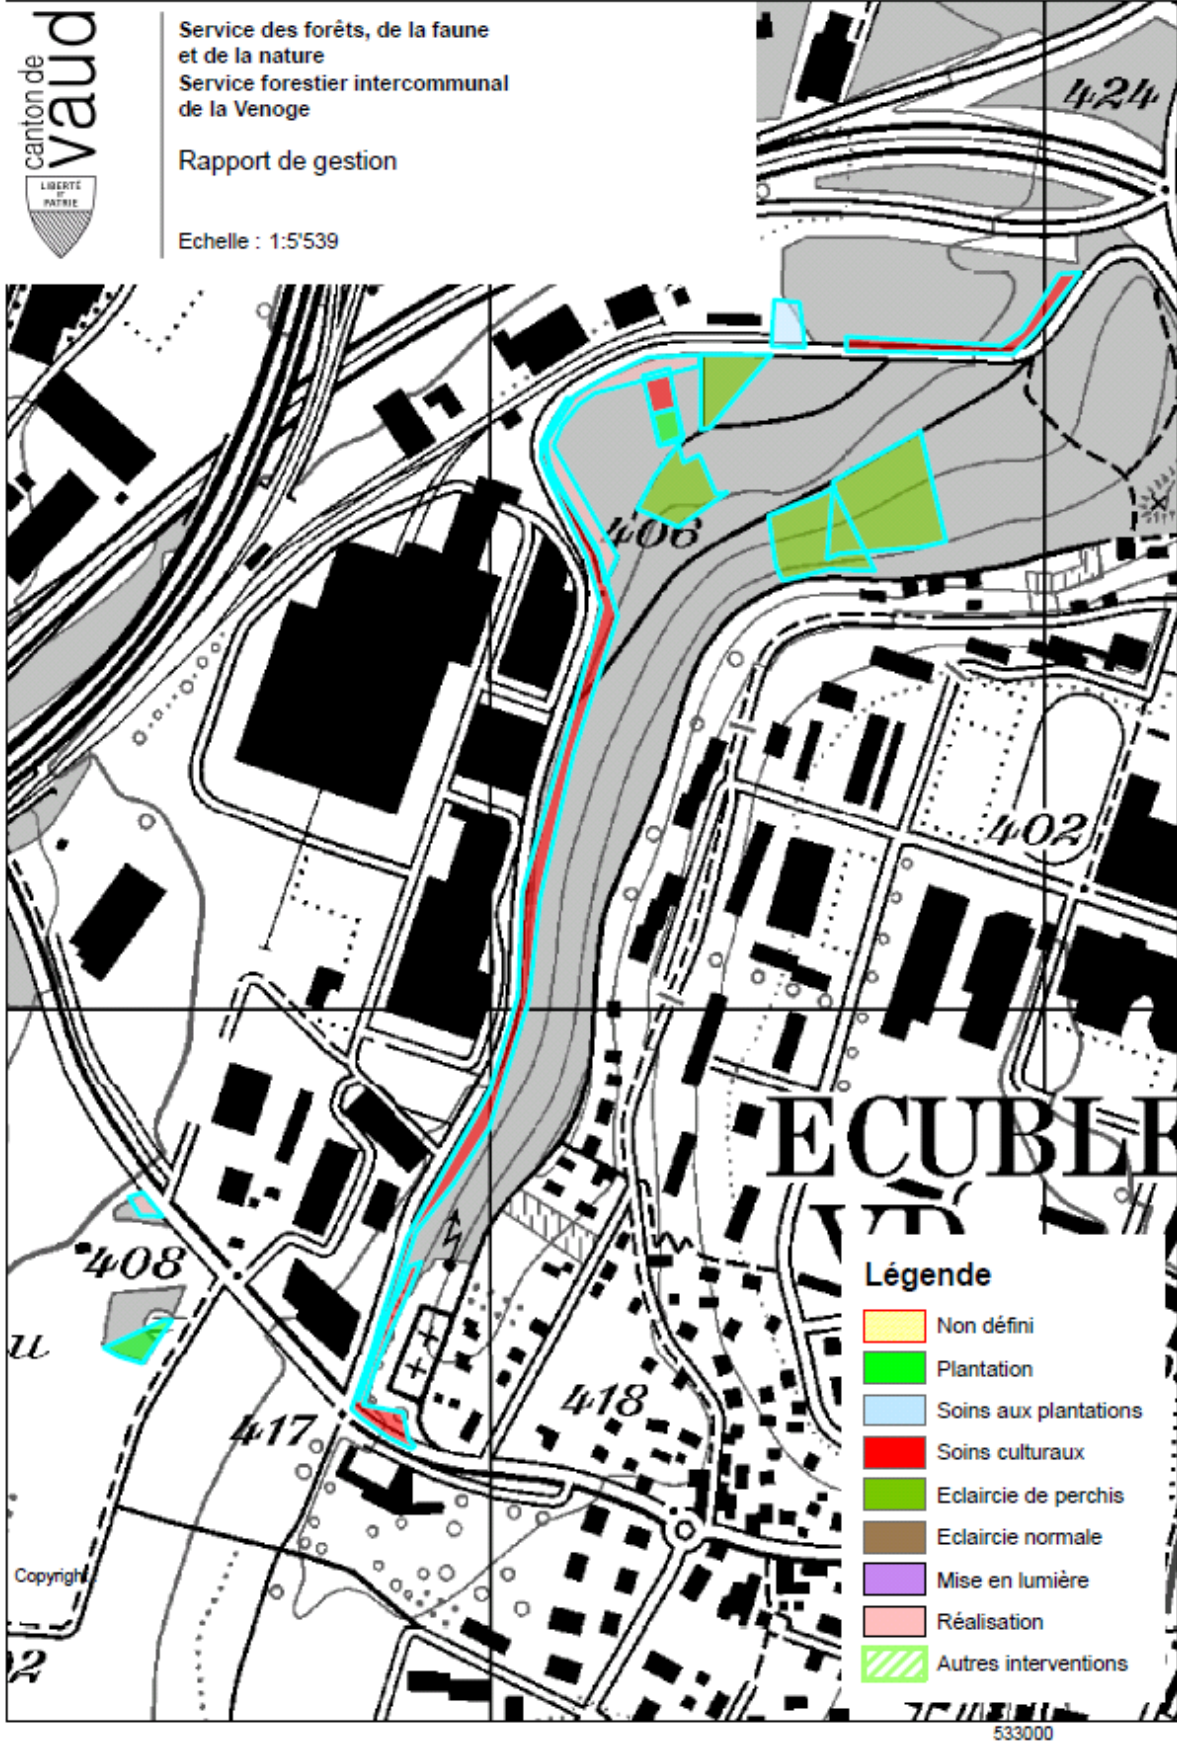 canton de
vaud
LIBERTÉ
ET
PATRIE
Service des forêts, de la faune
et de la nature
Service forestier intercommunal
de la Venoge
Rapport de gestion
Echelle : 1:5'539
424
406
402
ECUBLE
VD
408
u
418
417
Légende
Non défini
Plantation
Soins aux plantations
Soins culturaux
Eclaircie de perchis
Eclaircie normale
Mise en lumière
Réalisation
Autres interventions
Copyright
2
533000